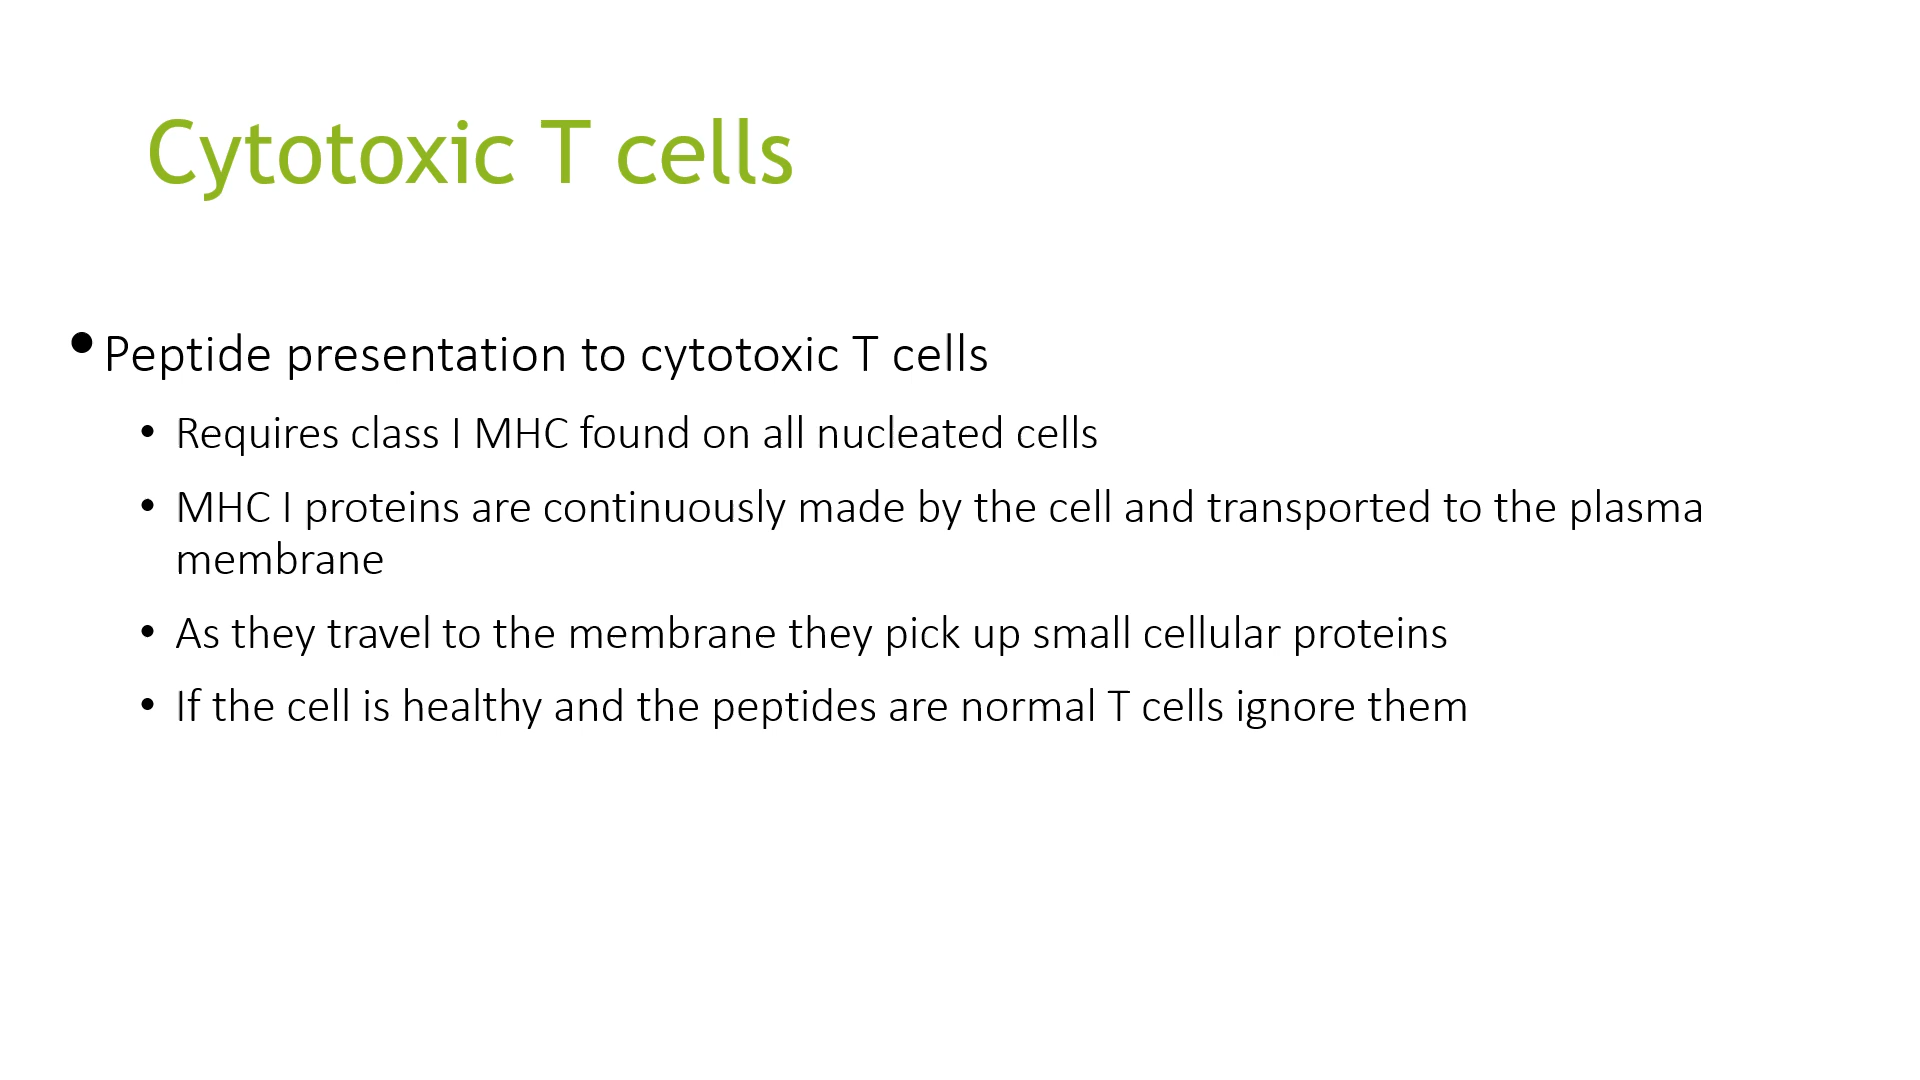 Cytotoxic T cells
• Peptide presentation to cytotoxic T cells
• Requires class I MHC found on all nucleated cells
• MHC I proteins are continuously made by the cell and transported to the plasma
membrane
• As they travel to the membrane they pick up small cellular proteins
• If the cell is healthy and the peptides are normal T cells ignore them